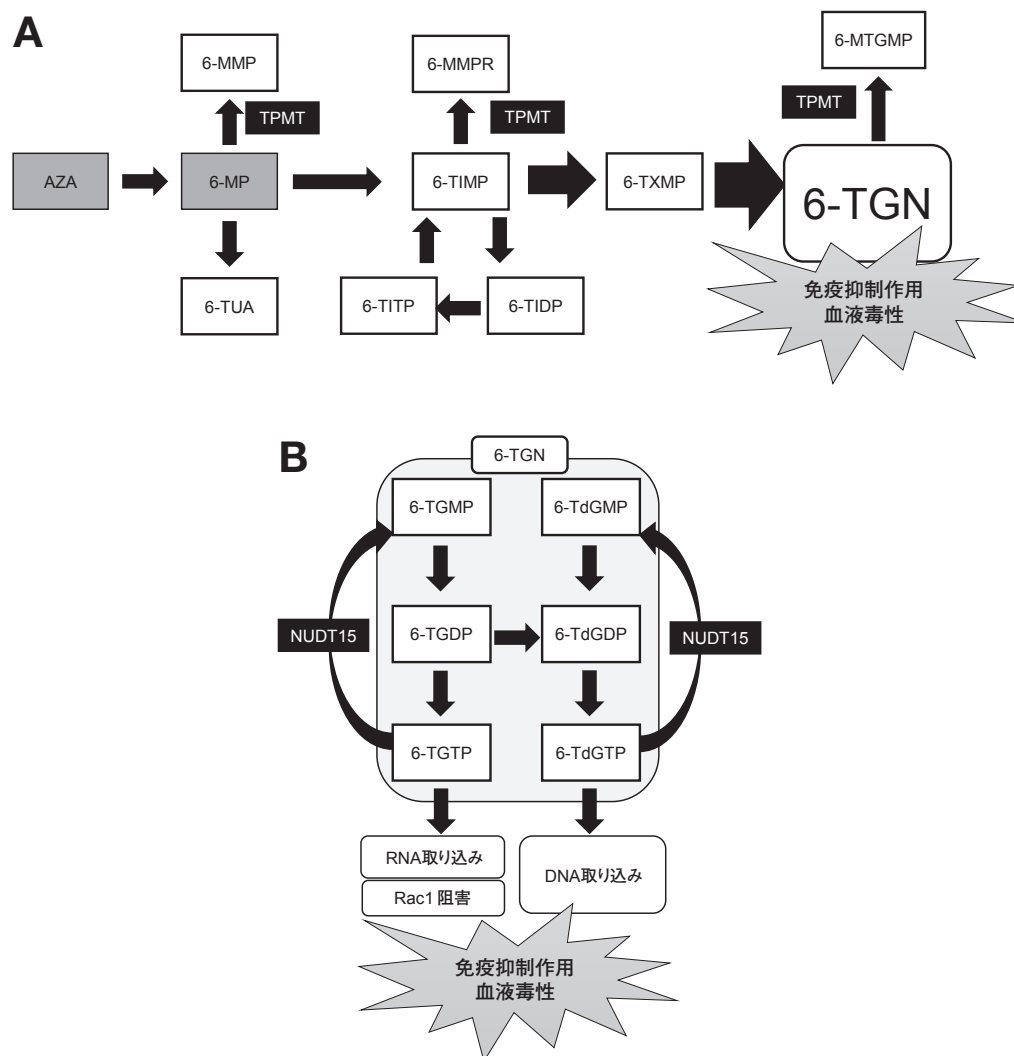 A
6-MMP
6-MMPR
6-MTGMP
TPMT
TPMT
TPMT
AZA
6-MP
6-TIMP
6-TXMP
6-TGN
6-TUA
6-TITP
6-TIDP
免疫抑制作用
血液毒性
B
6-TGN
6-TGMP
6-TdGMP
NUDT15
6-TGDP
6-TdGDP
NUDT15
6-TGTP
6-TdGTP
RNA取り込み
Rac1 阻害
DNA取り込み
免疫抑制作用
血液毒性